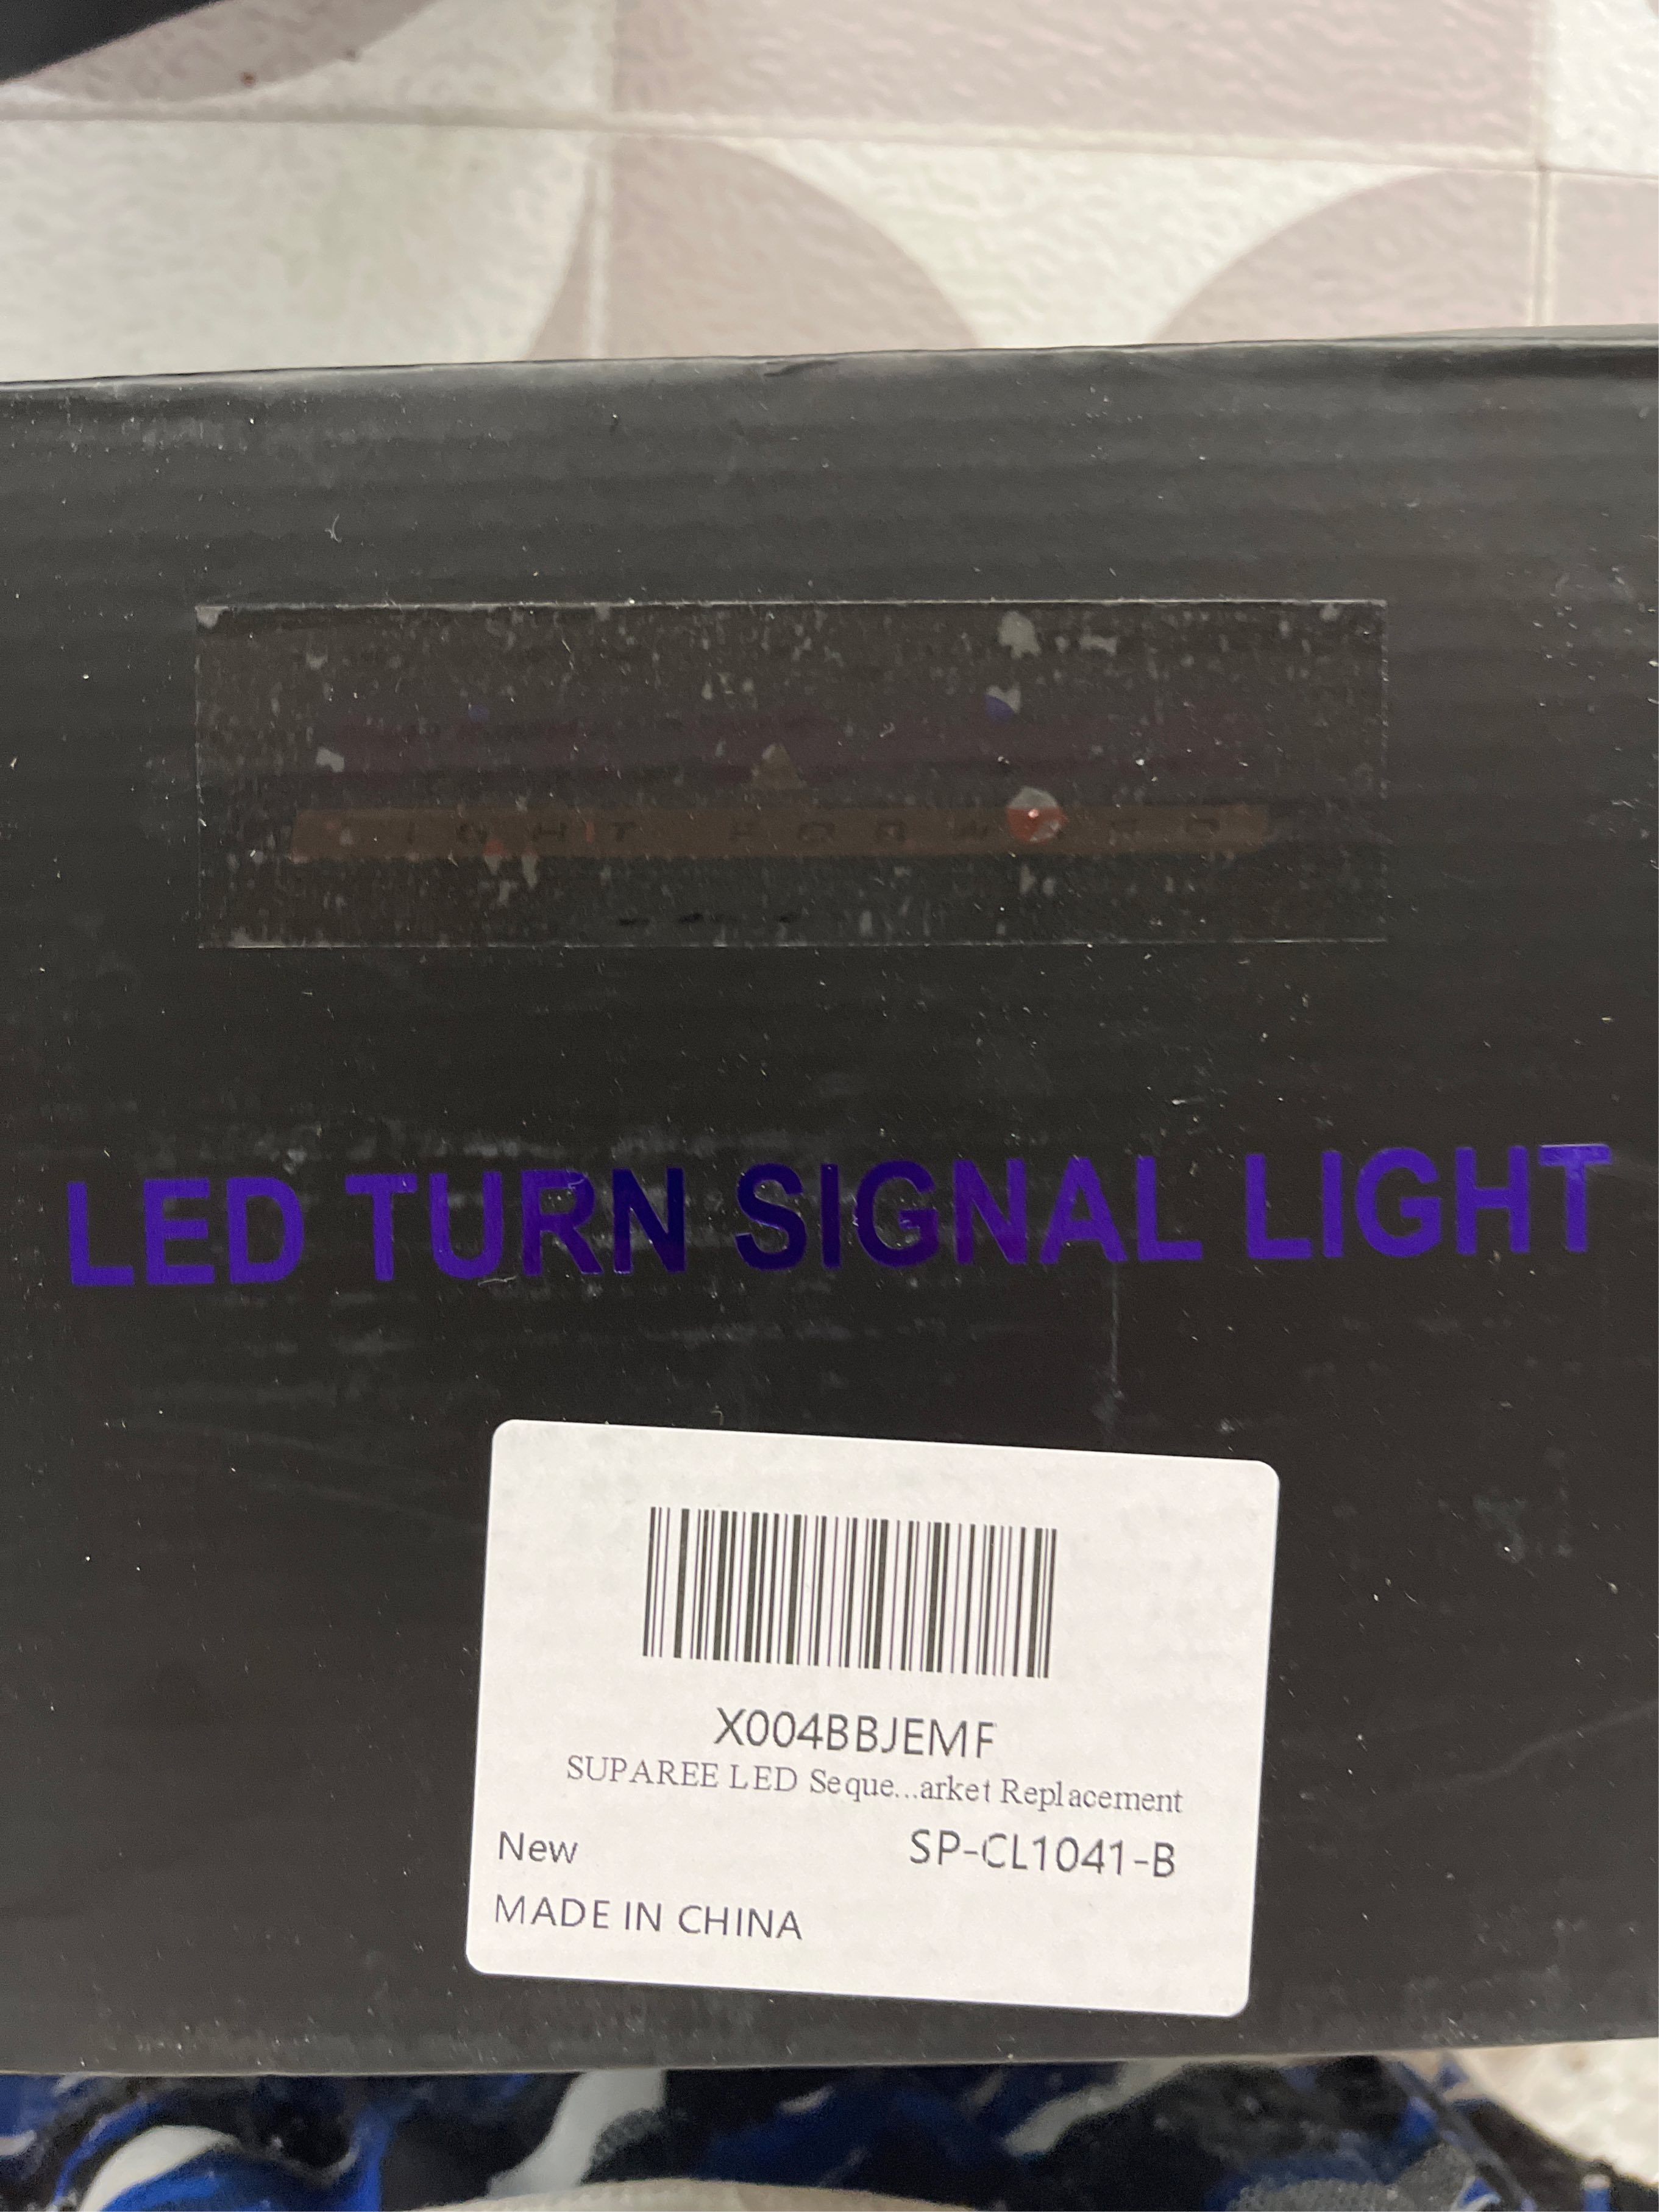 LED TURN SIGNAL LIGHT
X004BBJEMF
SUPAREE LED Seque...arket Replacement
New SP-CL1041-B
MADE IN CHINA